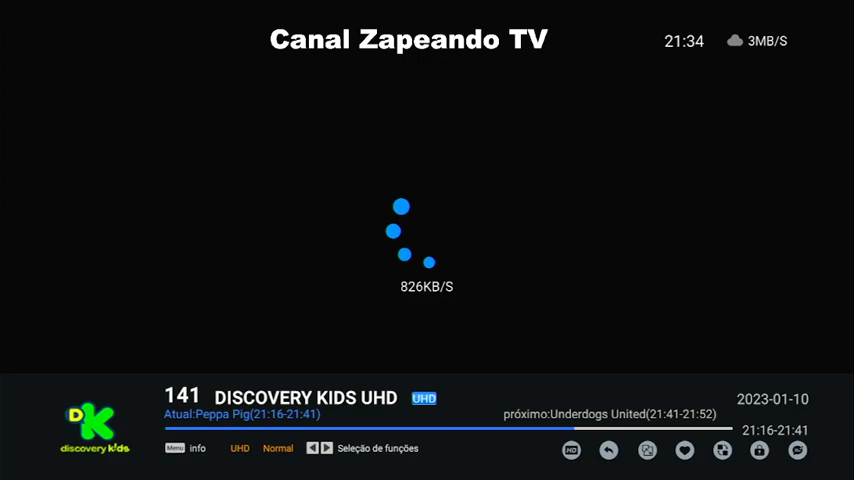 Canal Zapeando TV
21:34
3MB/S
826KB/S
141 DISCOVERY KIDS UHD UHD
2023-01-10
Atual:Peppa Pig(21:16-21:41)
próximo:Underdogs United(21:41-21:52)
21:16-21:41
DK
discovery kids
Menu info UHD Normal Seleção de funções
HD